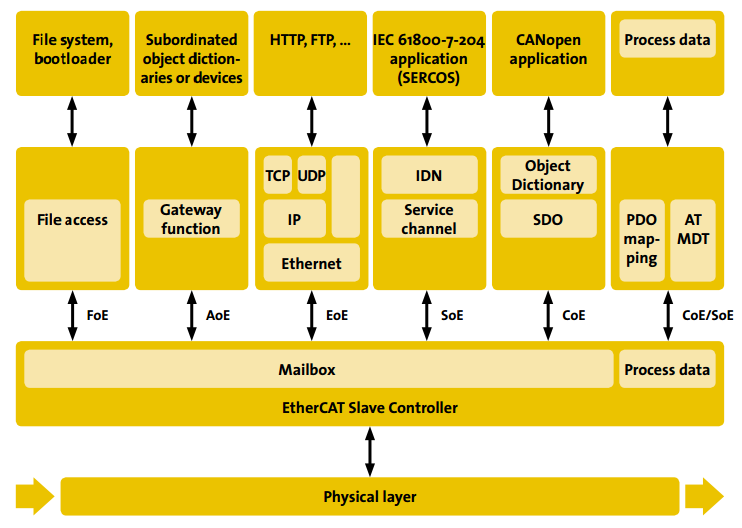 File system,
bootloader
Subordinated
object diction-
aries or devices
HTTP, FTP, ...
IEC 61800-7-204
application
(SERCOS)
CANopen
application
Process data
File access
Gateway
function
TCP
UDP
IP
Ethernet
IDN
Service
channel
Object
Dictionary
SDO
PDO
map-
ping
AT
MDT
FoE
AoE
EoE
SoE
CoE
CoE/SoE
Mailbox
Process data
EtherCAT Slave Controller
Physical layer